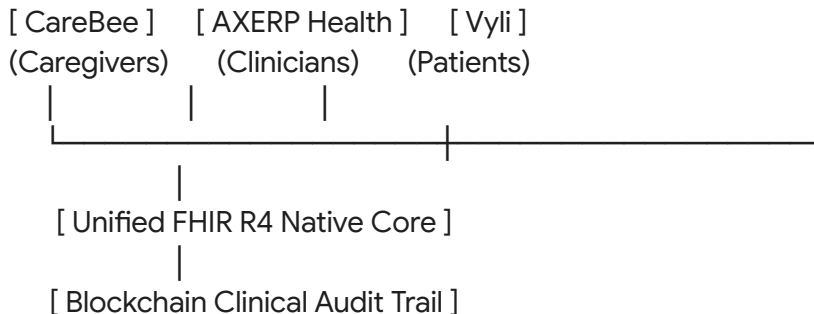 [ CareBee ] [ AXERP Health ] [ Vyli ]
(Caregivers) (Clinicians) (Patients)
[ Unified FHIR R4 Native Core ]
[ Blockchain Clinical Audit Trail ]